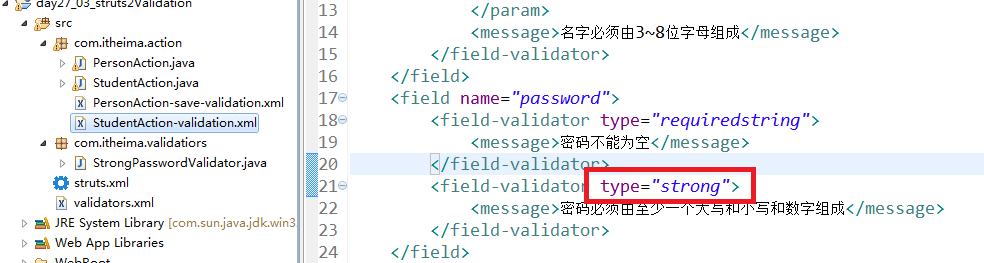 day27_03_struts2Validation
src
com.itheima.action
PersonAction.java
StudentAction.java
PersonAction-save-validation.xml
StudentAction-validation.xml
com.itheima.validatiors
StrongPasswordValidator.java
struts.xml
validators.xml
JRE System Library [com.sun.java.jdk.win3
Web App Libraries
WebRoot
13 </param>
14 <message>名字必须由3~8位字母组成</message>
15 </field-validator>
16 </field>
17 <field name="password">
18 <field-validator type="requiredstring">
19 <message>密码不能为空</message>
20 </field-validator>
21 <field-validator type="strong">
22 <message>密码必须由至少一个大写和小写和数字组成</message>
23 </field-validator>
24 </field>